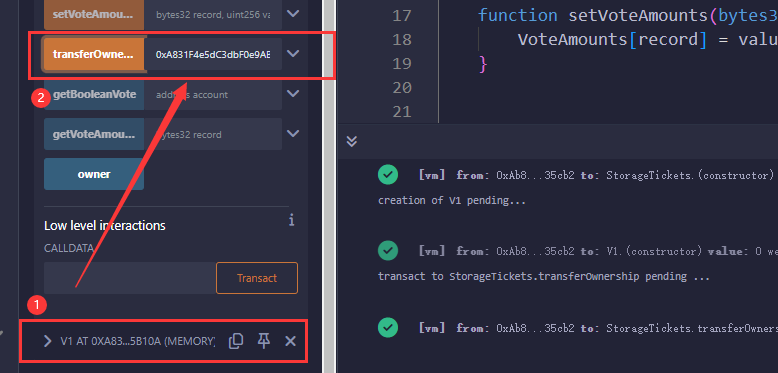 setVoteAmou...
bytes32 record, uint256 va
transferOwne...
0xA831F4e5dC3dbF0e9AE
2
getBooleanVote
address account
getVoteAmou...
bytes32 record
owner
Low level interactions
i
CALLDATA
Transact
1
V1 AT 0XA83...5B10A (MEMORY)
17 function setVoteAmounts(bytes3
18 VoteAmounts[record] = valu
19 }
20
21
[vm] from: 0xAb8...35cb2 to: StorageTickets.(constructor)
creation of V1 pending...
[vm] from: 0xAb8...35cb2 to: V1.(constructor) value: 0 we
transact to StorageTickets.transferOwnership pending ...
[vm] from: 0xAb8...35cb2 to: StorageTickets.transferOwners